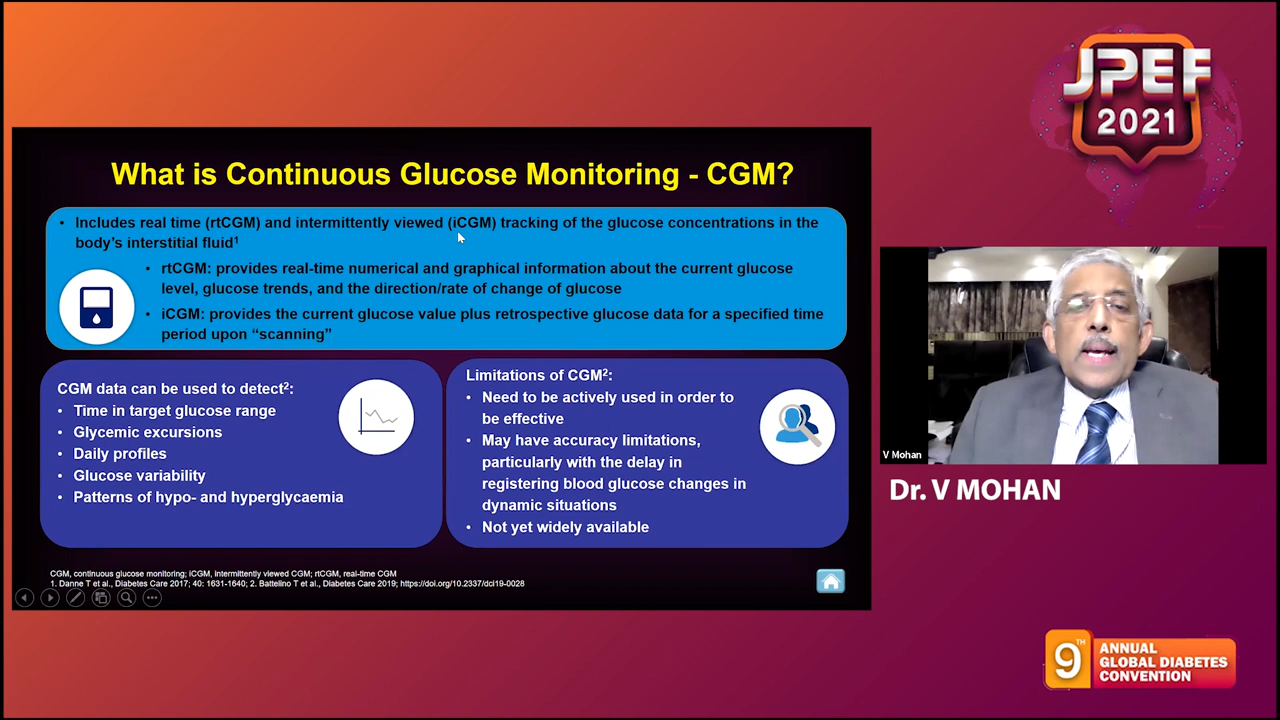 JPEF
2021
What is Continuous Glucose Monitoring - CGM?
• Includes real time (rtCGM) and intermittently viewed (iCGM) tracking of the glucose concentrations in the
body's interstitial fluid¹
• rtCGM: provides real-time numerical and graphical information about the current glucose
level, glucose trends, and the direction/rate of change of glucose
• iCGM: provides the current glucose value plus retrospective glucose data for a specified time
period upon “scanning”
CGM data can be used to detect²:
• Time in target glucose range
• Glycemic excursions
• Daily profiles
• Glucose variability
• Patterns of hypo- and hyperglycaemia
Limitations of CGM²:
• Need to be actively used in order to
be effective
• May have accuracy limitations,
particularly with the delay in
registering blood glucose changes in
dynamic situations
• Not yet widely available
CGM, continuous glucose monitoring; iCGM, intermittently viewed CGM; rtCGM, real-time CGM
1. Danne T et al., Diabetes Care 2017; 40: 1631-1640; 2. Battelino T et al., Diabetes Care 2019; https://doi.org/10.2337/dci19-0028
V Mohan
Dr. V MOHAN
9TH
ANNUAL
GLOBAL DIABETES
CONVENTION